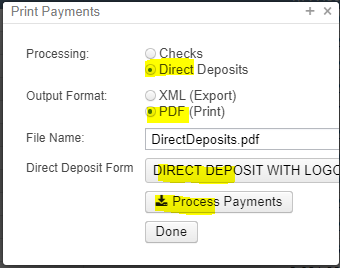 Print Payments
Processing: Checks
Direct Deposits
Output Format: XML (Export)
PDF (Print)
File Name: DirectDeposits.pdf
Direct Deposit Form DIRECT DEPOSIT WITH LOGO
Process Payments
Done